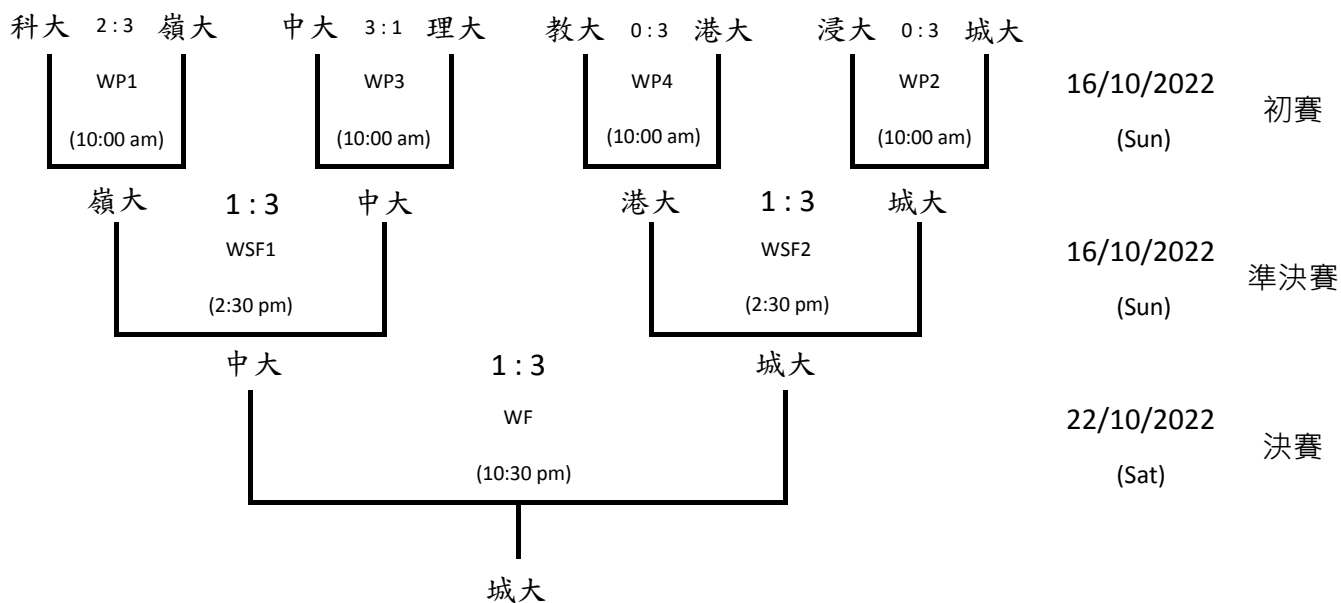 科大 2 : 3 嶺大 中大 3 : 1 理大 教大 0 : 3 港大 浸大 0 : 3 城大
WP1 WP3 WP4 WP2 16/10/2022 初賽
(10:00 am) (10:00 am) (10:00 am) (10:00 am) (Sun)
嶺大 1 : 3 中大 港大 1 : 3 城大
WSF1 WSF2 16/10/2022 準決賽
(2:30 pm) (2:30 pm) (Sun)
中大 1 : 3 城大
WF 22/10/2022 決賽
(10:30 pm) (Sat)
城大